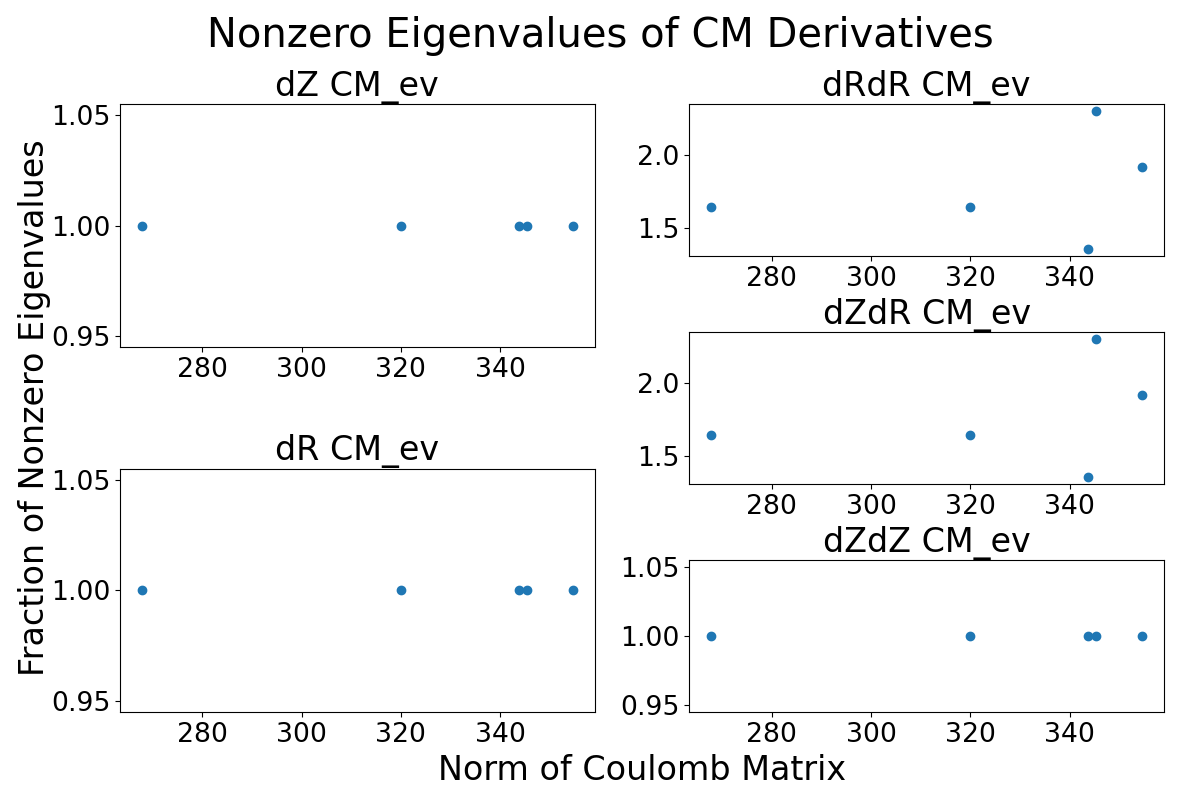 Nonzero Eigenvalues of CM Derivatives
Fraction of Nonzero Eigenvalues
dZ CM_ev
1.05
1.00
0.95
280 300 320 340
dR CM_ev
1.05
1.00
0.95
280 300 320 340
dRdR CM_ev
2.0
1.5
280 300 320 340
dZdR CM_ev
2.0
1.5
280 300 320 340
dZdZ CM_ev
1.05
1.00
0.95
280 300 320 340
Norm of Coulomb Matrix